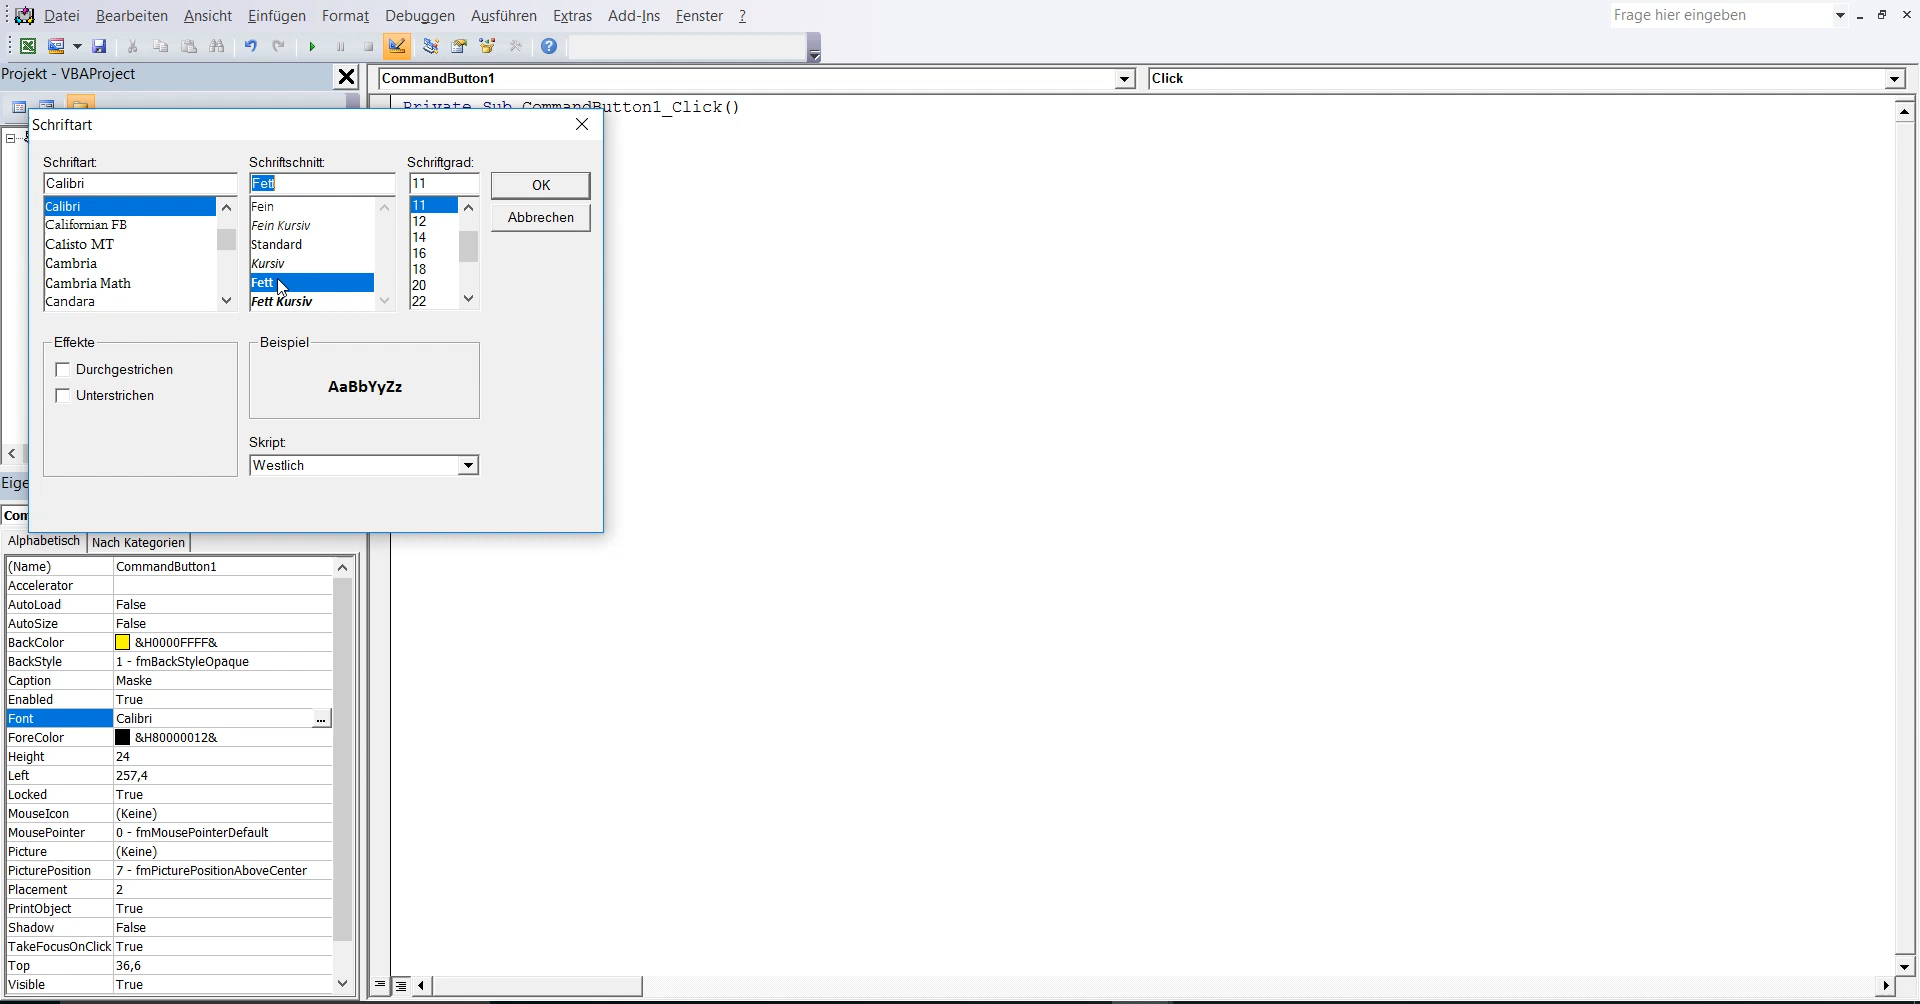 Datei Bearbeiten Ansicht Einfügen Format Debuggen Ausführen Extras Add-Ins Fenster ? Frage hier eingeben
Projekt - VBAProject
CommandButton1 Click
Private Sub CommandButton1_Click()
Schriftart
Schriftart: Schriftschnitt: Schriftgrad:
Calibri Fett 11 OK
Calibri Fein 11
Abbrechen
Californian FB Fein Kursiv 12
Calisto MT Standard 14
Cambria Kursiv 16
18
Cambria Math Fett 20
Candara Fett Kursiv 22
Effekte Beispiel
Durchgestrichen
AaBbYyZz
Unterstrichen
Skript:
Westlich
Eige
Com
Alphabetisch Nach Kategorien
(Name) CommandButton1
Accelerator
AutoLoad False
AutoSize False
BackColor &H0000FFFF&
BackStyle 1 - fmBackStyleOpaque
Caption Maske
Enabled True
Font Calibri ...
ForeColor &H80000012&
Height 24
Left 257,4
Locked True
MouseIcon (Keine)
MousePointer 0 - fmMousePointerDefault
Picture (Keine)
PicturePosition 7 - fmPicturePositionAboveCenter
Placement 2
PrintObject True
Shadow False
TakeFocusOnClick True
Top 36,6
Visible True